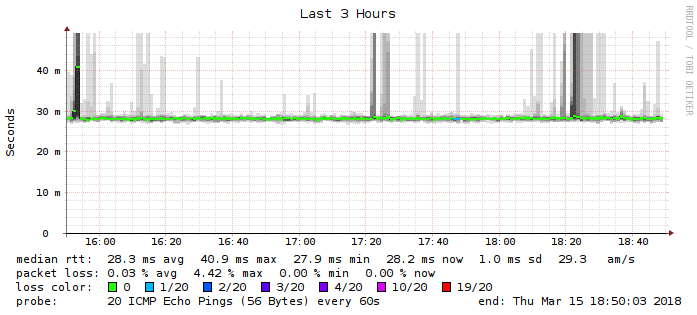 Last 3 Hours
RRDTOOL / TOBI OETIKER
Seconds
40 m
30 m
20 m
10 m
0
16:00 16:20 16:40 17:00 17:20 17:40 18:00 18:20 18:40
median rtt: 28.3 ms avg 40.9 ms max 27.9 ms min 28.2 ms now 1.0 ms sd 29.3 am/s
packet loss: 0.03 % avg 4.42 % max 0.00 % min 0.00 % now
loss color: 0 1/20 2/20 3/20 4/20 10/20 19/20
probe: 20 ICMP Echo Pings (56 Bytes) every 60s end: Thu Mar 15 18:50:03 2018